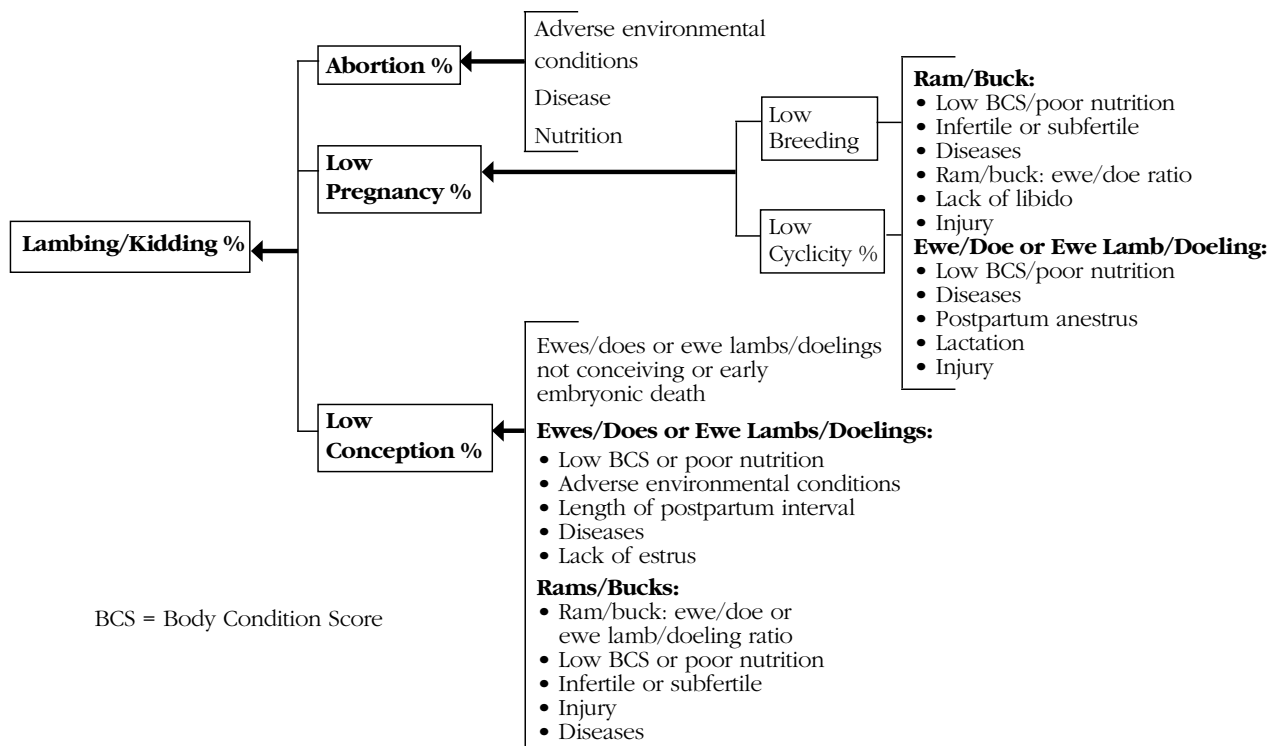 Lambing/Kidding %
Abortion %
Adverse environmental
conditions
Disease
Nutrition
Low
Pregnancy %
Low
Breeding
Low
Cyclicity %
Ram/Buck:
• Low BCS/poor nutrition
• Infertile or subfertile
• Diseases
• Ram/buck: ewe/doe ratio
• Lack of libido
• Injury
Ewe/Doe or Ewe Lamb/Doeling:
• Low BCS/poor nutrition
• Diseases
• Postpartum anestrus
• Lactation
• Injury
Low
Conception %
Ewes/does or ewe lambs/doelings
not conceiving or early
embryonic death
Ewes/Does or Ewe Lambs/Doelings:
• Low BCS or poor nutrition
• Adverse environmental conditions
• Length of postpartum interval
• Diseases
• Lack of estrus
Rams/Bucks:
• Ram/buck: ewe/doe or
ewe lamb/doeling ratio
• Low BCS or poor nutrition
• Infertile or subfertile
• Injury
• Diseases
BCS = Body Condition Score